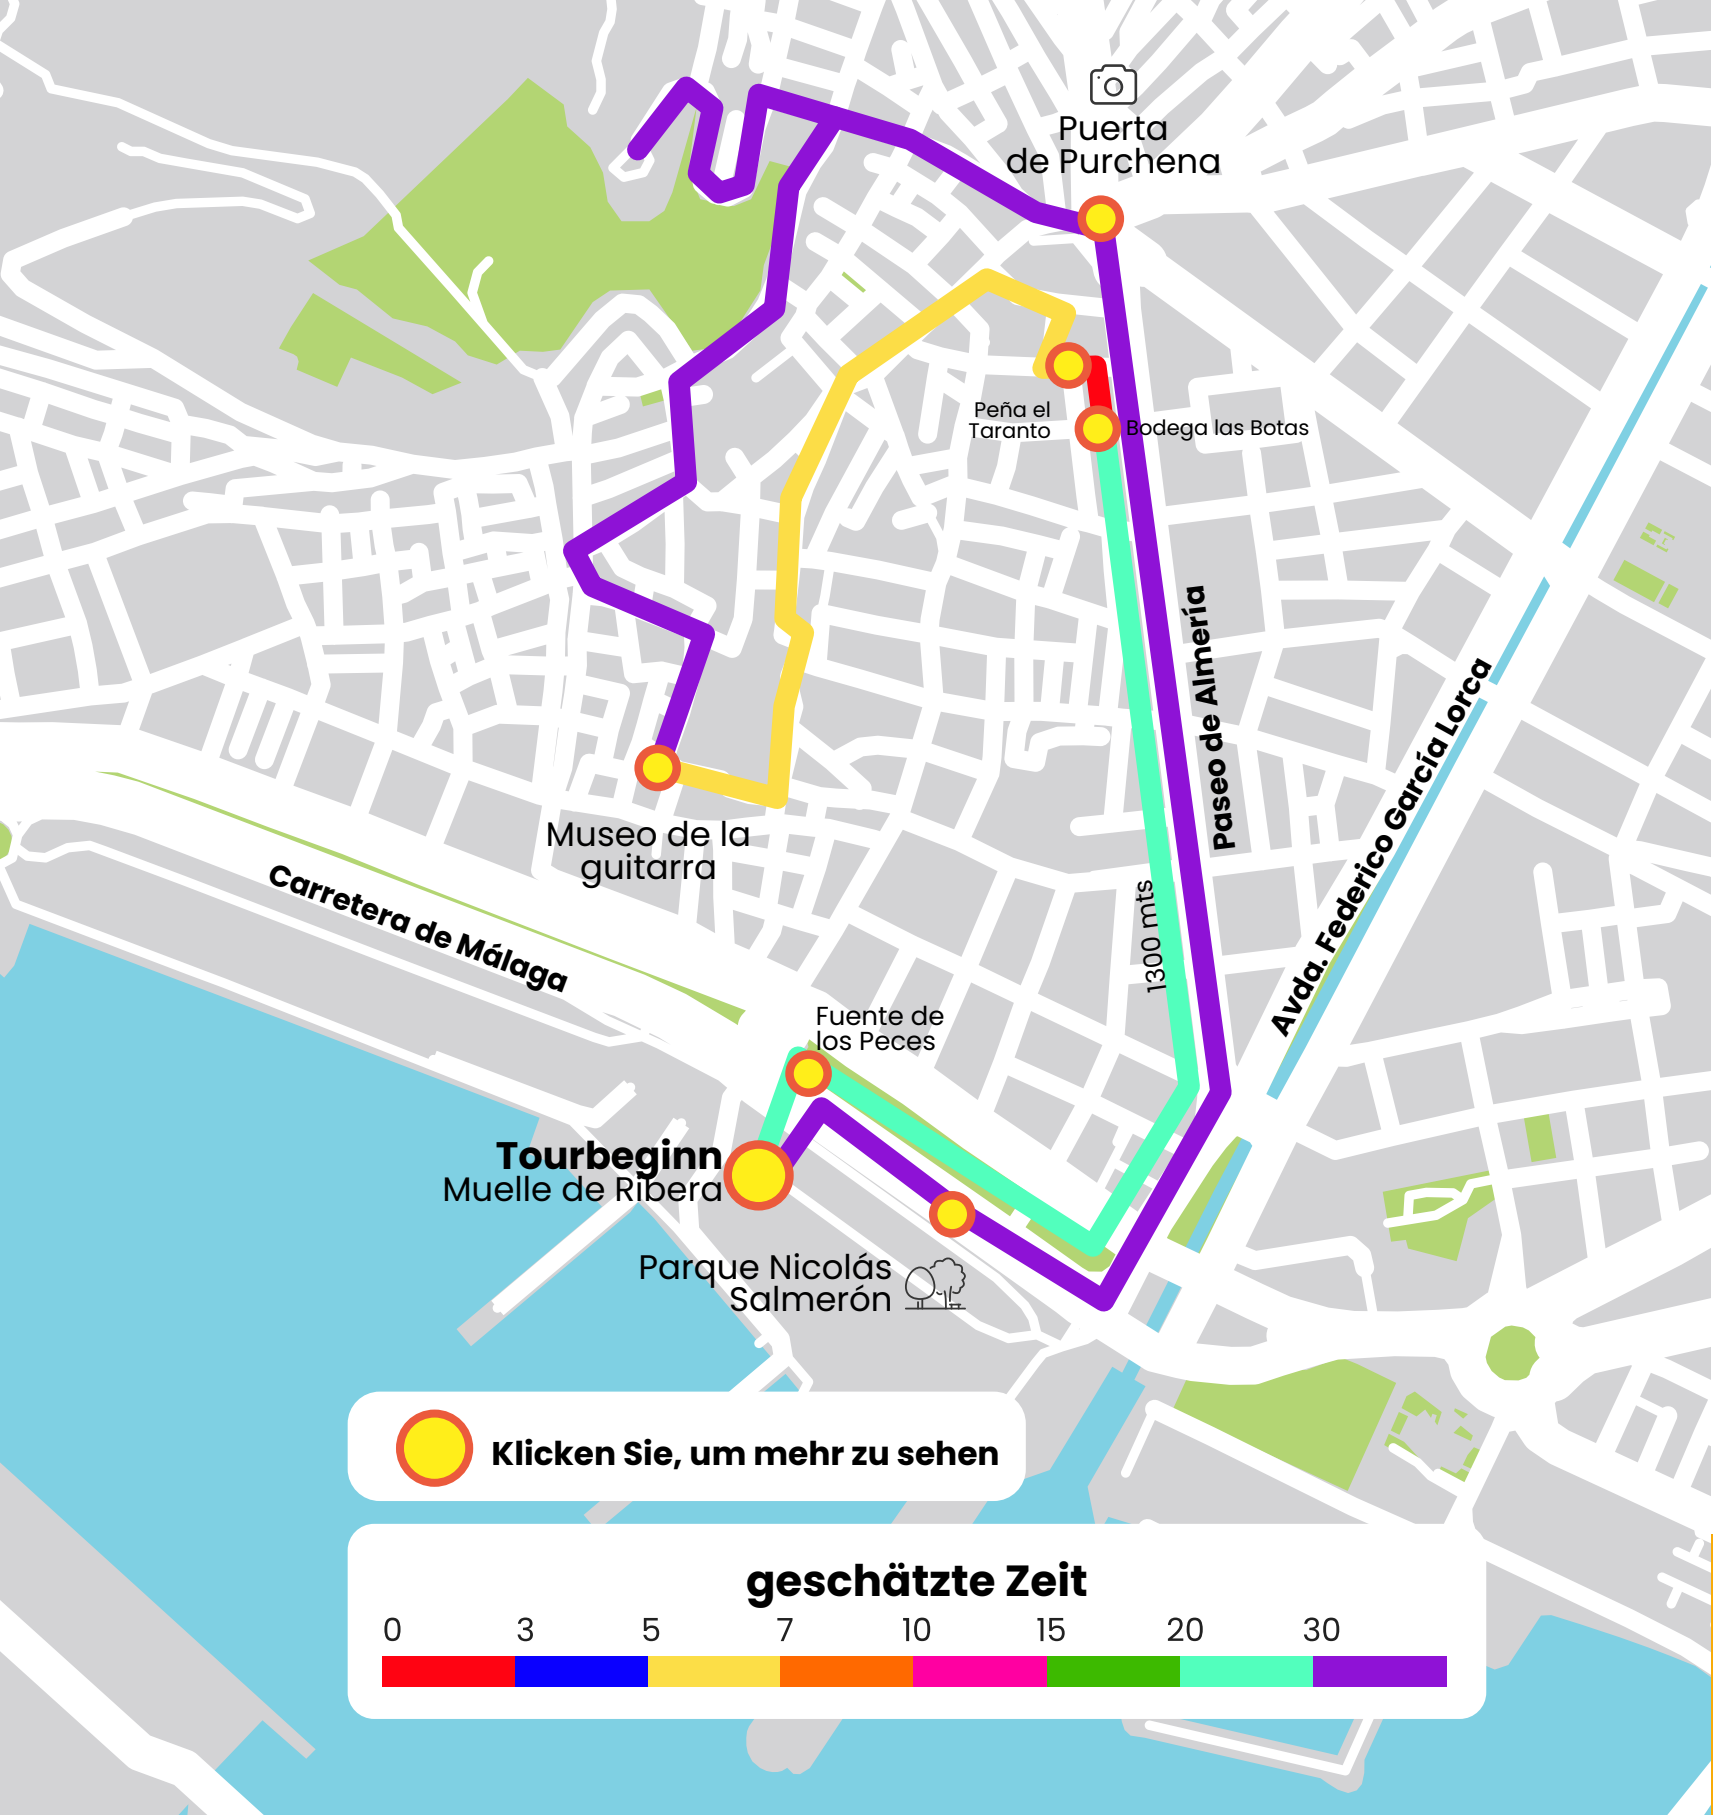 Puerta
de Purchena
Peña el
Taranto
Bodega las Botas
Paseo de Almería
Avda. Federico García Lorca
1300 mts
Museo de la
guitarra
Carretera de Málaga
Fuente de
los Peces
Tourbeginn
Muelle de Ribera
Parque Nicolás
Salmerón
Klicken Sie, um mehr zu sehen
geschätzte Zeit
0 3 5 7 10 15 20 30